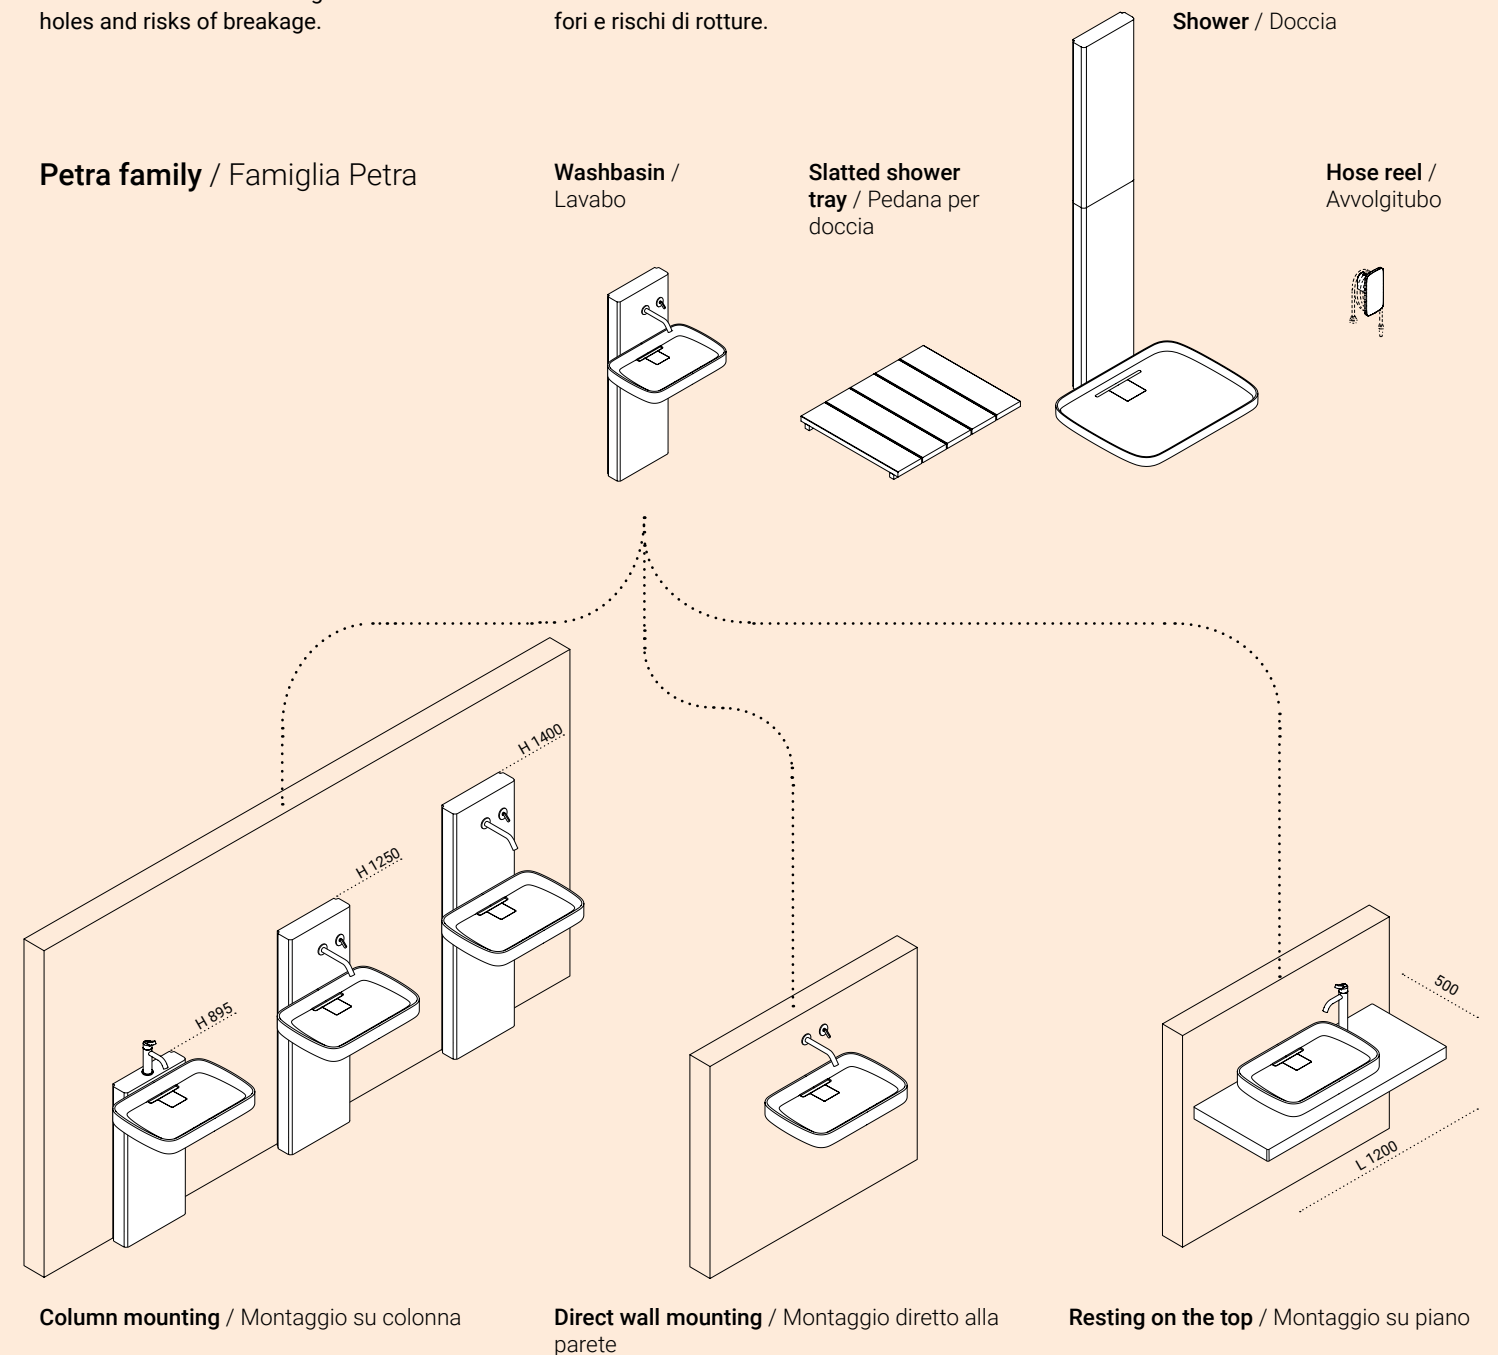 holes and risks of breakage.
fori e rischi di rotture.
Shower / Doccia
Petra family / Famiglia Petra
Washbasin /
Lavabo
Slatted shower
tray / Pedana per
doccia
Hose reel /
Avvolgitubo
H 1400
H 1250
H 895
500
L 1200
Column mounting / Montaggio su colonna
Direct wall mounting / Montaggio diretto alla
parete
Resting on the top / Montaggio su piano